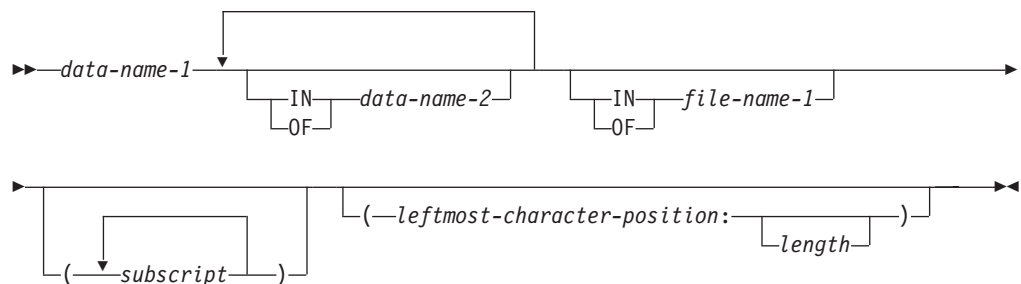 data-name-1
IN data-name-2 IN file-name-1
OF OF
( leftmost-character-position: )
length
( subscript )